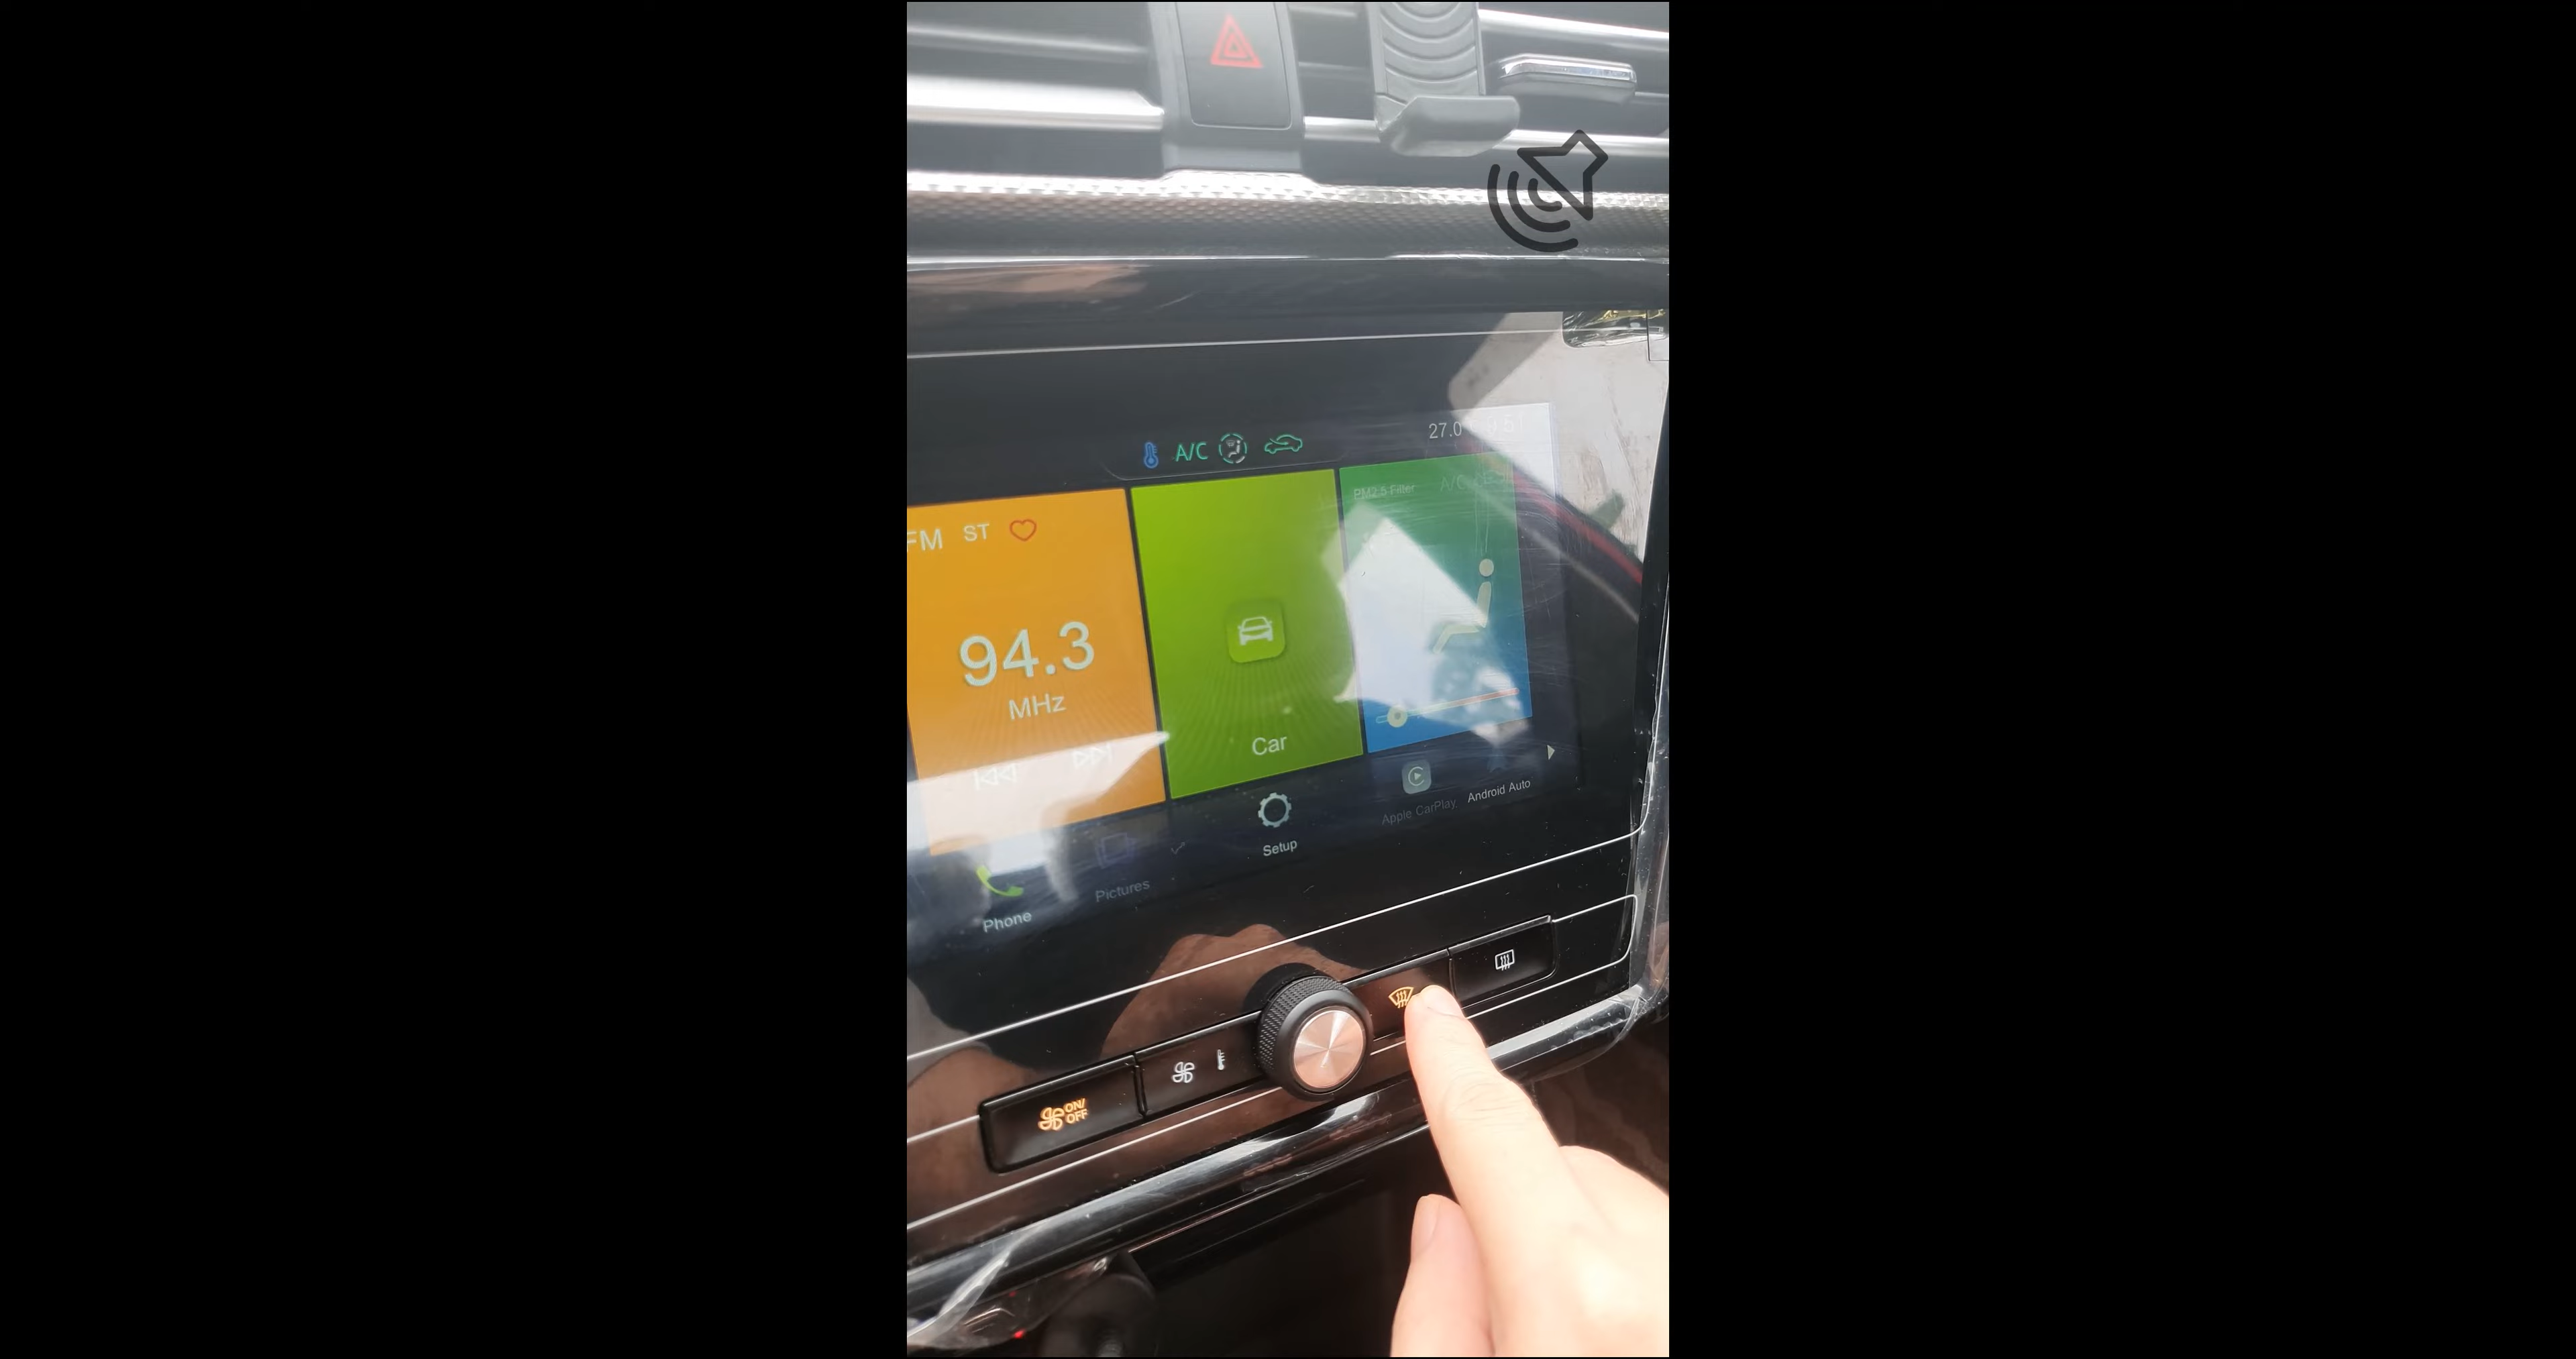 A/C
27.0
FM ST
PM2.5 Filter
A/C
94.3
MHz
Car
Apple CarPlay
Android Auto
Setup
Pictures
Phone
ON/
OFF